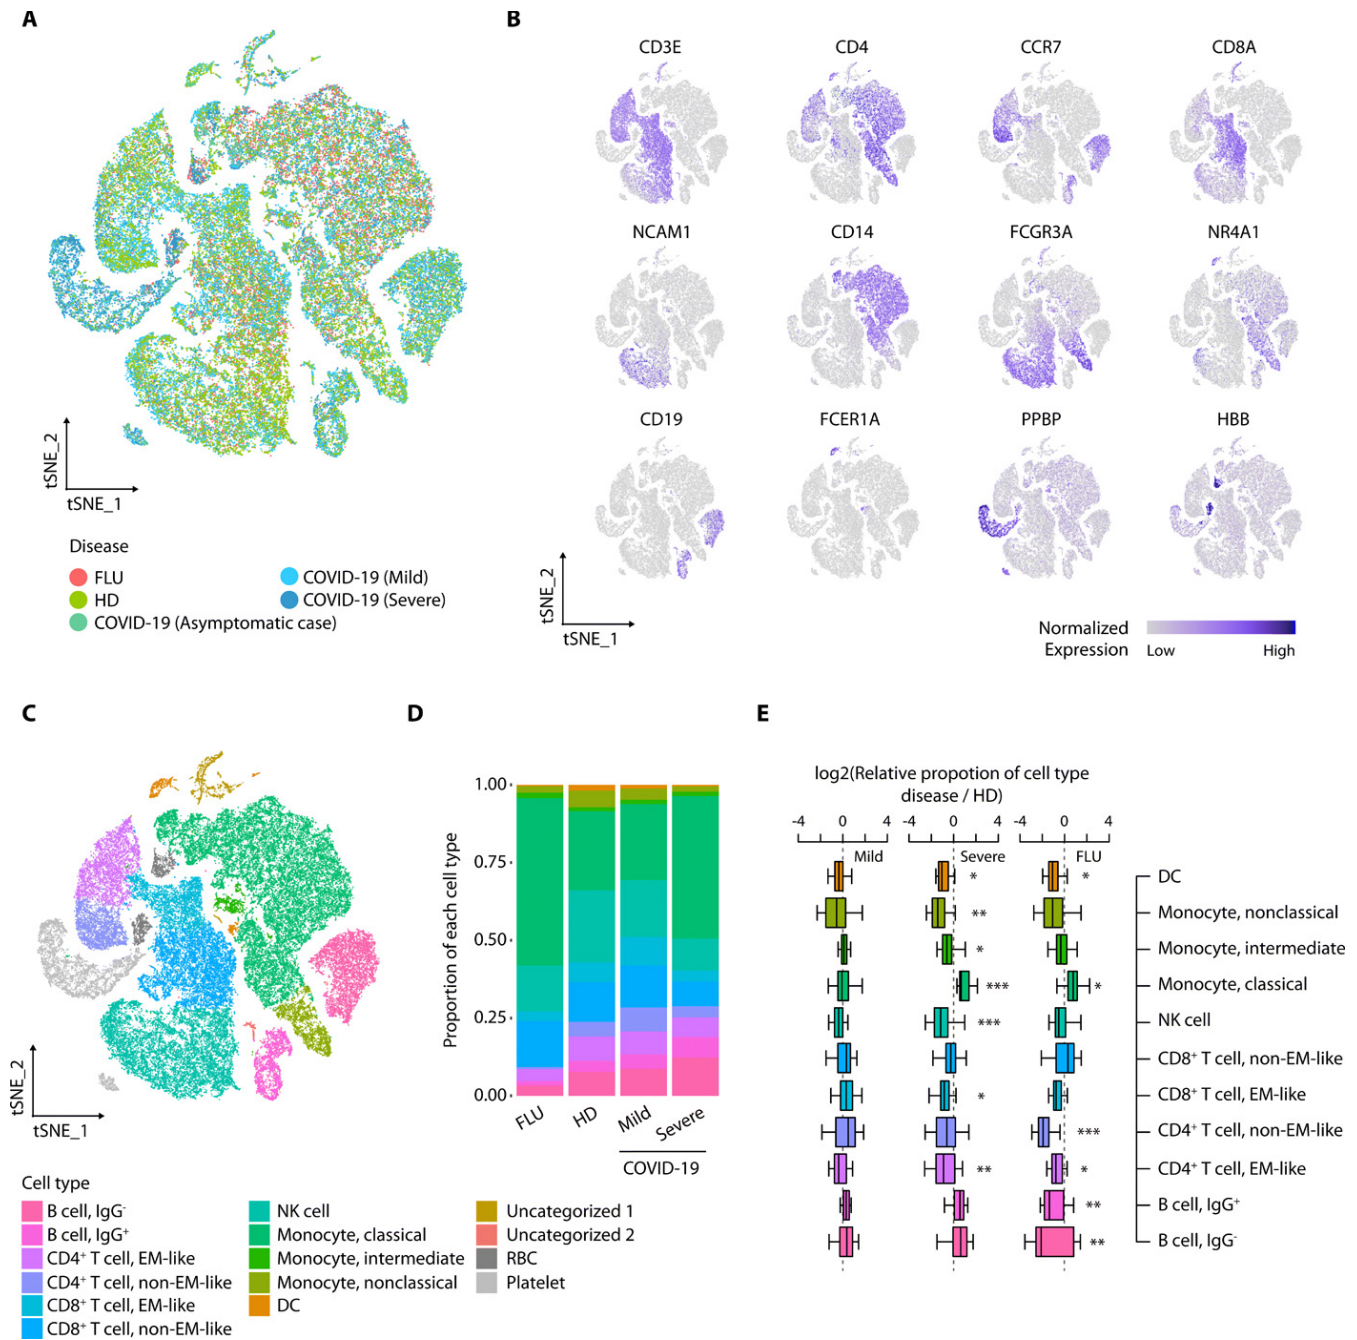 A
tSNE_2
tSNE_1
Disease
FLU
HD
COVID-19 (Asymptomatic case)
COVID-19 (Mild)
COVID-19 (Severe)
B
CD3E
CD4
CCR7
CD8A
NCAM1
CD14
FCGR3A
NR4A1
CD19
FCER1A
PPBP
HBB
tSNE_2
tSNE_1
Normalized
Expression
Low
High
C
tSNE_2
tSNE_1
Cell type
B cell, IgG-
B cell, IgG+
CD4+ T cell, EM-like
CD4+ T cell, non-EM-like
CD8+ T cell, EM-like
CD8+ T cell, non-EM-like
NK cell
Monocyte, classical
Monocyte, intermediate
Monocyte, nonclassical
DC
Uncategorized 1
Uncategorized 2
RBC
Platelet
D
Proportion of each cell type
1.00
0.75
0.50
0.25
0.00
FLU
HD
Mild
Severe
COVID-19
E
log2(Relative propotion of cell type
disease / HD)
-4 0 4 -4 0 4 -4 0 4
Mild Severe FLU
* * DC
** Monocyte, nonclassical
* Monocyte, intermediate
*** * Monocyte, classical
*** NK cell
CD8+ T cell, non-EM-like
* CD8+ T cell, EM-like
*** CD4+ T cell, non-EM-like
** * CD4+ T cell, EM-like
** B cell, IgG+
** B cell, IgG-